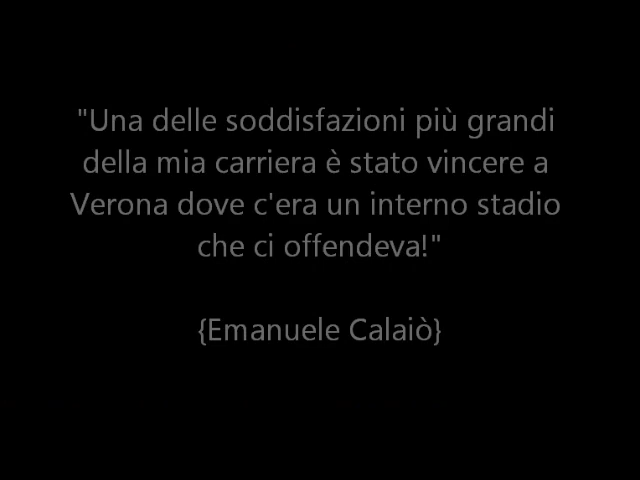 "Una delle soddisfazioni più grandi
della mia carriera è stato vincere a
Verona dove c'era un interno stadio
che ci offendeva!"
{Emanuele Calaiò}